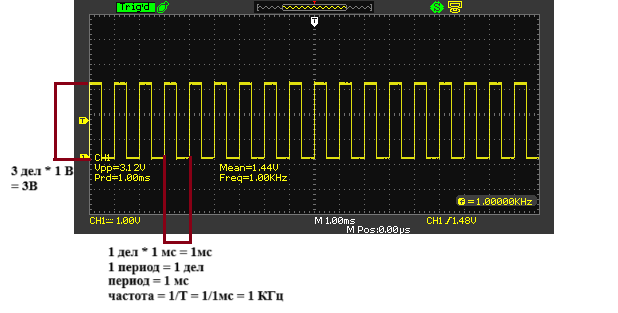 Trig'd
T
T
1
CH1
Vpp=3.12V Mean=1.44V
Prd=1.00ms Freq=1.00KHz
3 дел * 1 В
= 3В
F = 1.00000KHz
CH1 1.00V M 1.00ms CH1 / 1.48V
M Pos:0.00µs
1 дел * 1 мс = 1мс
1 период = 1 дел
период = 1 мс
частота = 1/Т = 1/1мс = 1 КГц